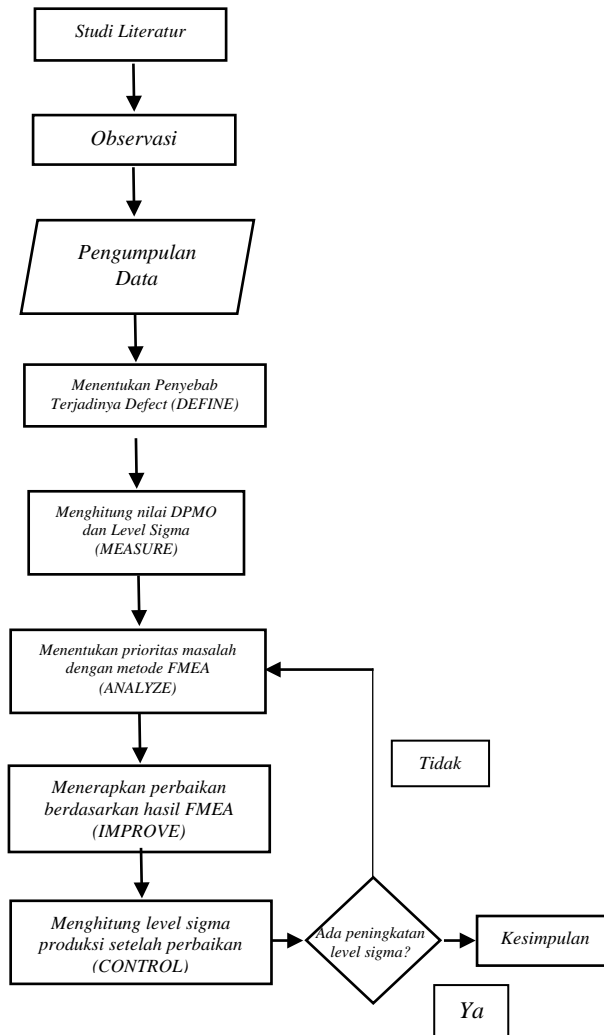 Studi Literatur
Observasi
Pengumpulan
Data
Menentukan Penyebab
Terjadinya Defect (DEFINE)
Menghitung nilai DPMO
dan Level Sigma
(MEASURE)
Menentukan prioritas masalah
dengan metode FMEA
(ANALYZE)
Tidak
Menerapkan perbaikan
berdasarkan hasil FMEA
(IMPROVE)
Menghitung level sigma
produksi setelah perbaikan
(CONTROL)
Ada peningkatan
level sigma?
Kesimpulan
Ya